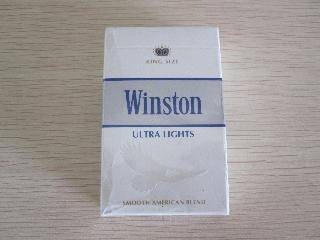 KING SIZE
Winston
ULTRA LIGHTS
SMOOTH AMERICAN BLEND